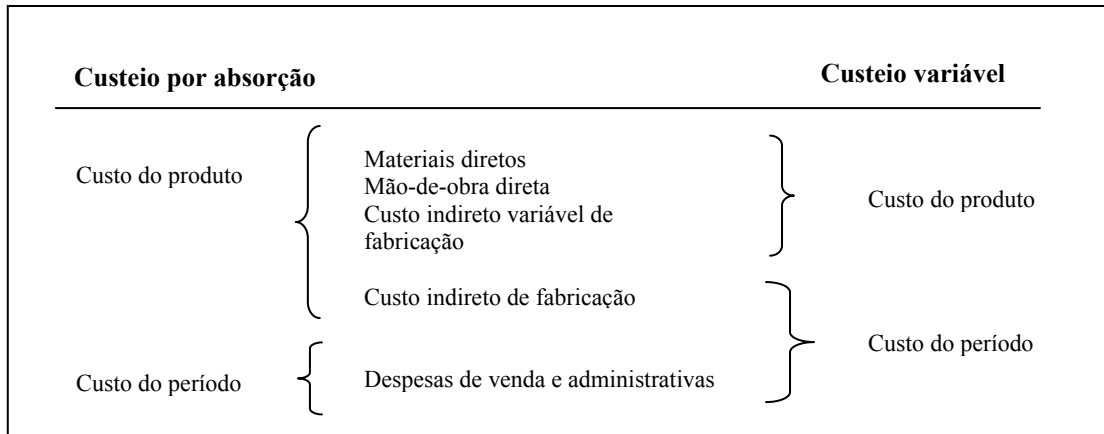 Custeio por absorção
Custeio variável
Custo do produto
Materiais diretos
Mão-de-obra direta
Custo indireto variável de
fabricação
Custo do produto
Custo indireto de fabricação
Custo do período
Custo do período
Despesas de venda e administrativas